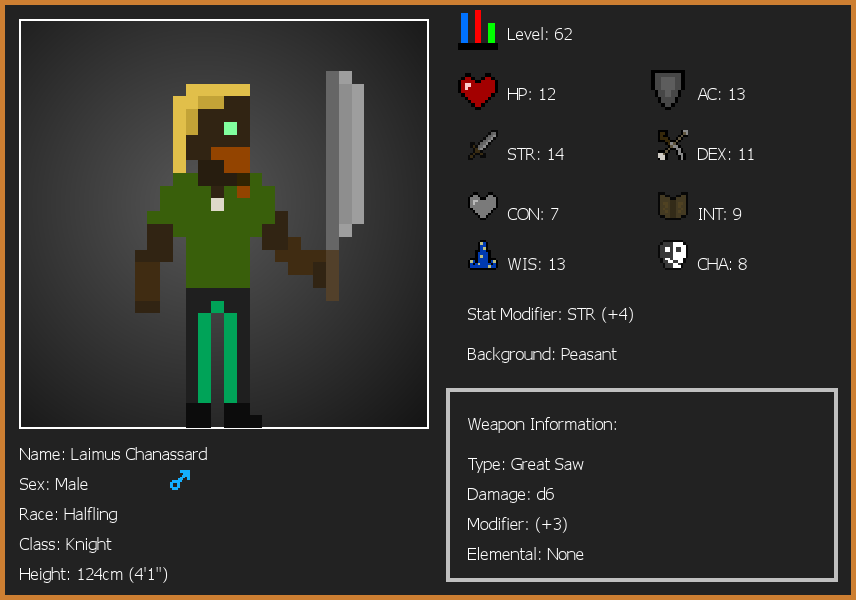 Level: 62
HP: 12
AC: 13
STR: 14
DEX: 11
CON: 7
INT: 9
WIS: 13
CHA: 8
Stat Modifier: STR (+4)
Background: Peasant
Weapon Information:
Type: Great Saw
Damage: d6
Modifier: (+3)
Elemental: None
Name: Laimus Chanassard
Sex: Male
Race: Halfling
Class: Knight
Height: 124cm (4'1")